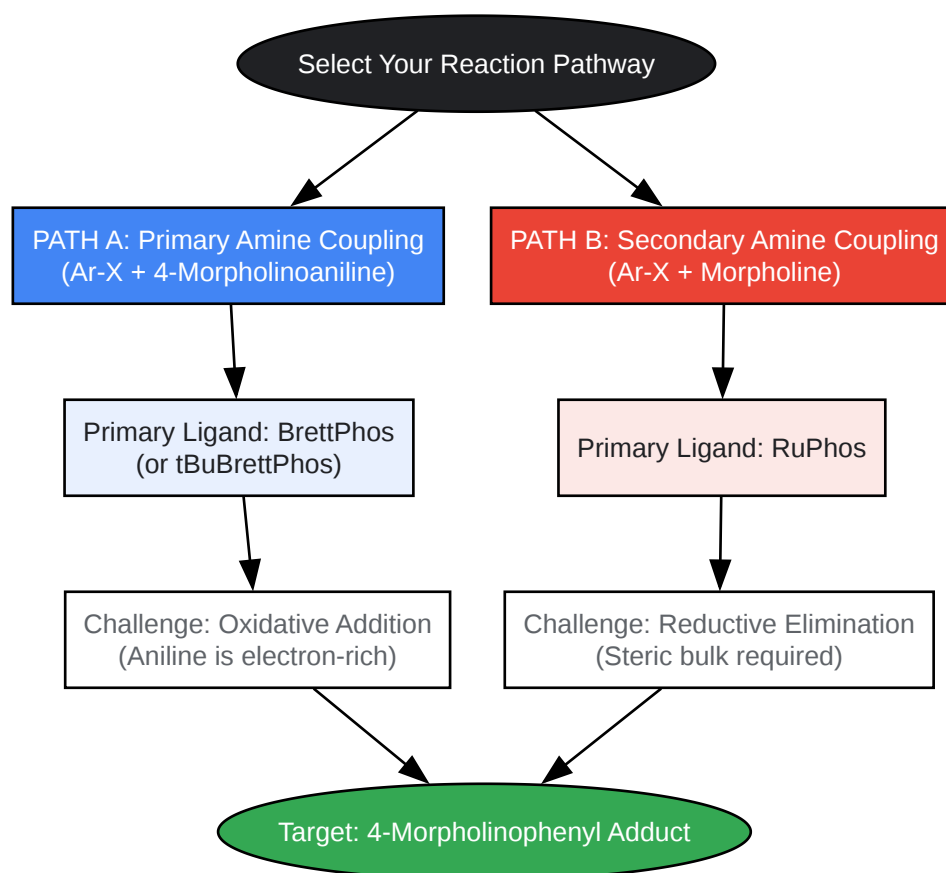 Select Your Reaction Pathway
PATH A: Primary Amine Coupling
(Ar-X + 4-Morpholinoaniline)
PATH B: Secondary Amine Coupling
(Ar-X + Morpholine)
Primary Ligand: BrettPhos
(or tBuBrettPhos)
Primary Ligand: RuPhos
Challenge: Oxidative Addition
(Aniline is electron-rich)
Challenge: Reductive Elimination
(Steric bulk required)
Target: 4-Morpholinophenyl Adduct